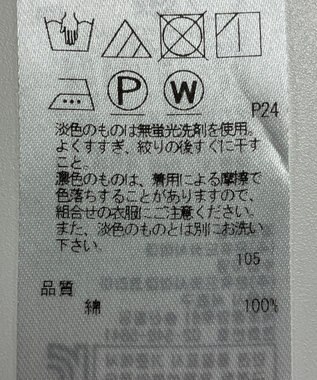 P W
P24
淡色のものは無蛍光洗剤を使用。
よくすすぎ、絞りの後すぐに干す
こと。
濃色のものは、着用による摩擦で
色落ちすることがありますので、
組合せの衣服にご注意ください。
また、淡色のものとは別にお洗い
下さい。
105
品質
綿 100%